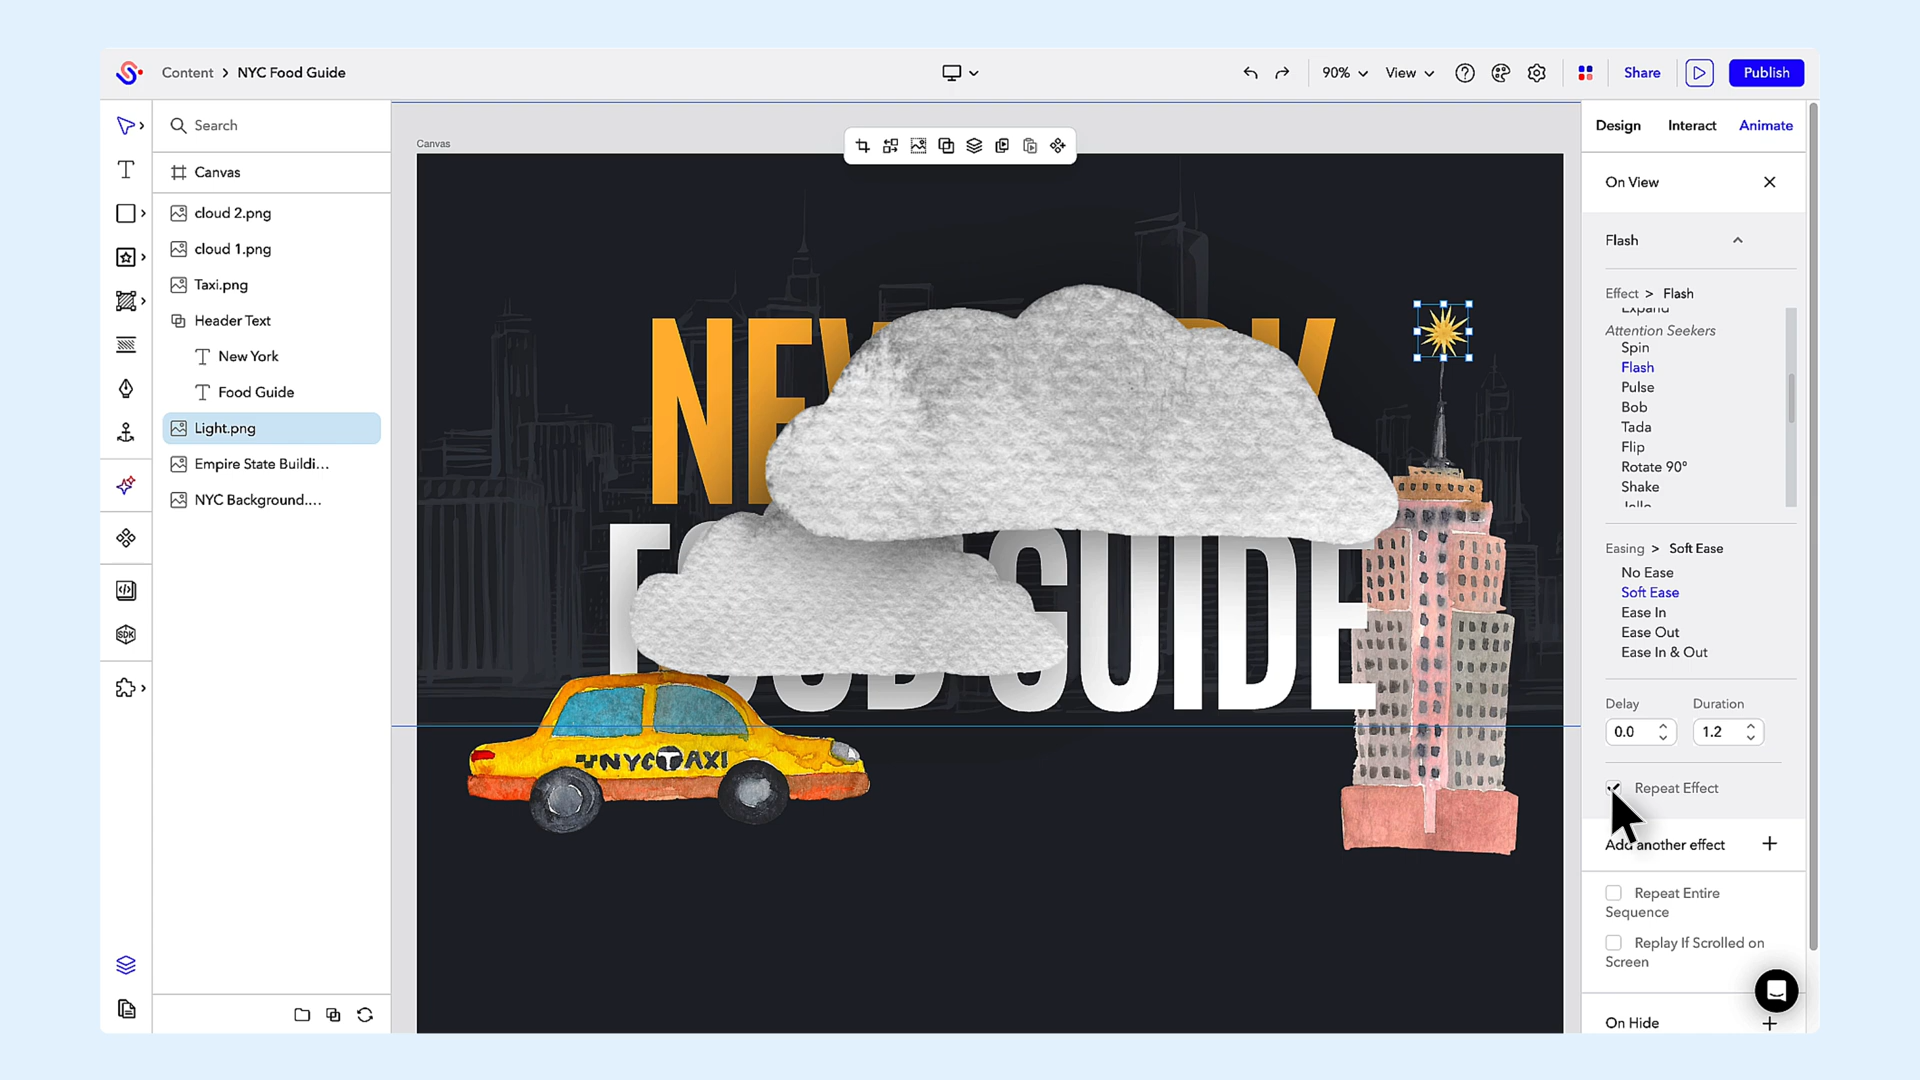 Content > NYC Food Guide
90%
View
Share
Publish
Search
Canvas
cloud 2.png
cloud 1.png
Taxi.png
Header Text
New York
Food Guide
Light.png
Empire State Buildi...
NYC Background....
Canvas
FOOD GUIDE
NYC TAXI
Design
Interact
Animate
On View
Flash
Effect > Flash
Expand
Attention Seekers
Spin
Flash
Pulse
Bob
Tada
Flip
Rotate 90°
Shake
Jello
Easing > Soft Ease
No Ease
Soft Ease
Ease In
Ease Out
Ease In & Out
Delay
Duration
0.0
1.2
Repeat Effect
Add another effect
Repeat Entire
Sequence
Replay If Scrolled on
Screen
On Hide
SDK